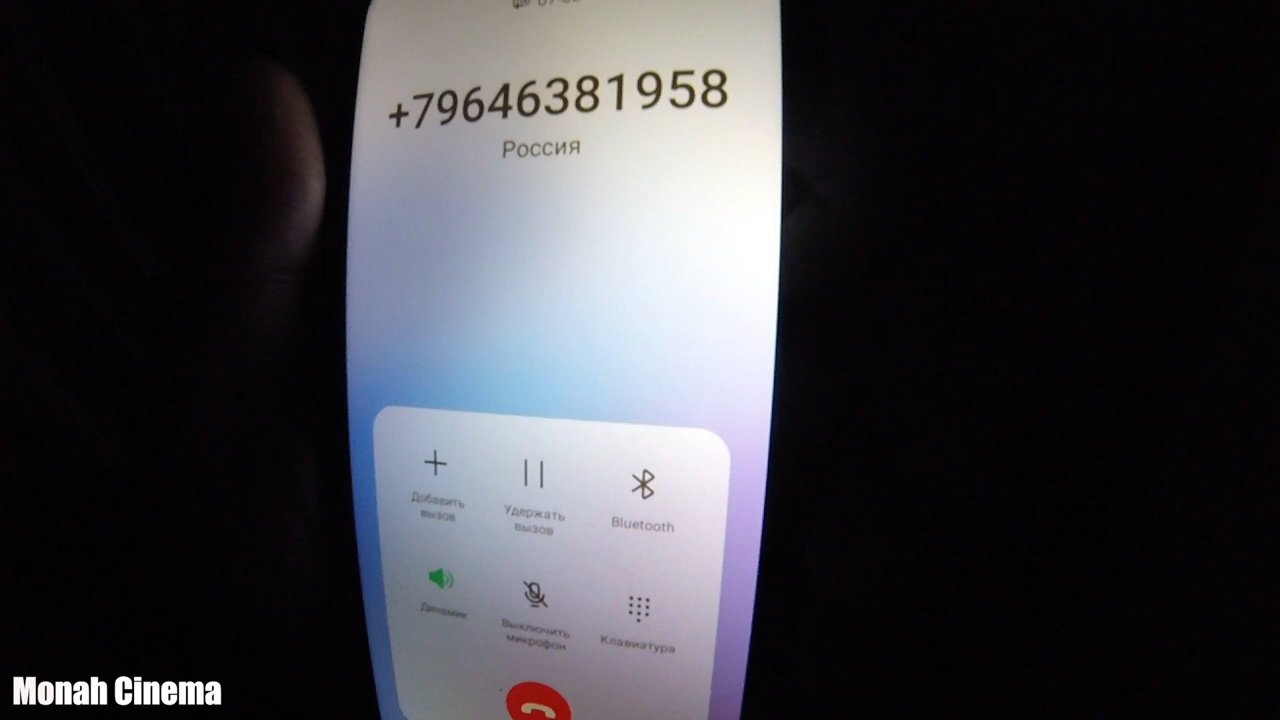 +79646381958
Россия
Добавить
вызов
Удержать
вызов
Bluetooth
Динамик
Выключить
микрофон
Клавиатура
Monah Cinema